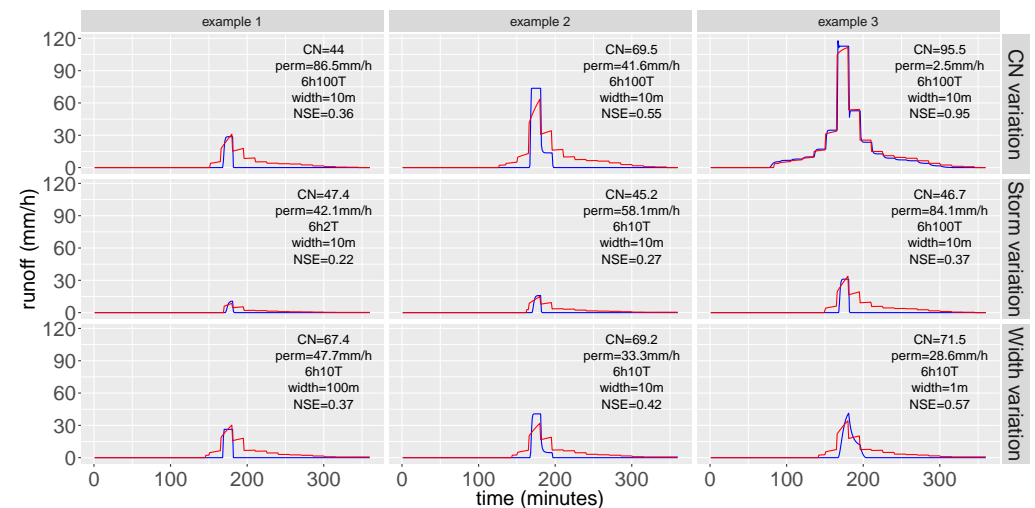 example 1
example 2
example 3
CN=44
perm=86.5mm/h
6h100T
width=10m
NSE=0.36
CN=69.5
perm=41.6mm/h
6h100T
width=10m
NSE=0.55
CN=95.5
perm=2.5mm/h
6h100T
width=10m
NSE=0.95
CN variation
120
90
60
30
0
CN=47.4
perm=42.1mm/h
6h2T
width=10m
NSE=0.22
CN=45.2
perm=58.1mm/h
6h10T
width=10m
NSE=0.27
CN=46.7
perm=84.1mm/h
6h100T
width=10m
NSE=0.37
Storm variation
120
90
60
30
0
runoff (mm/h)
CN=67.4
perm=47.7mm/h
6h10T
width=100m
NSE=0.37
CN=69.2
perm=33.3mm/h
6h10T
width=10m
NSE=0.42
CN=71.5
perm=28.6mm/h
6h10T
width=1m
NSE=0.57
Width variation
120
90
60
30
0
0 100 200 300
0 100 200 300
0 100 200 300
time (minutes)